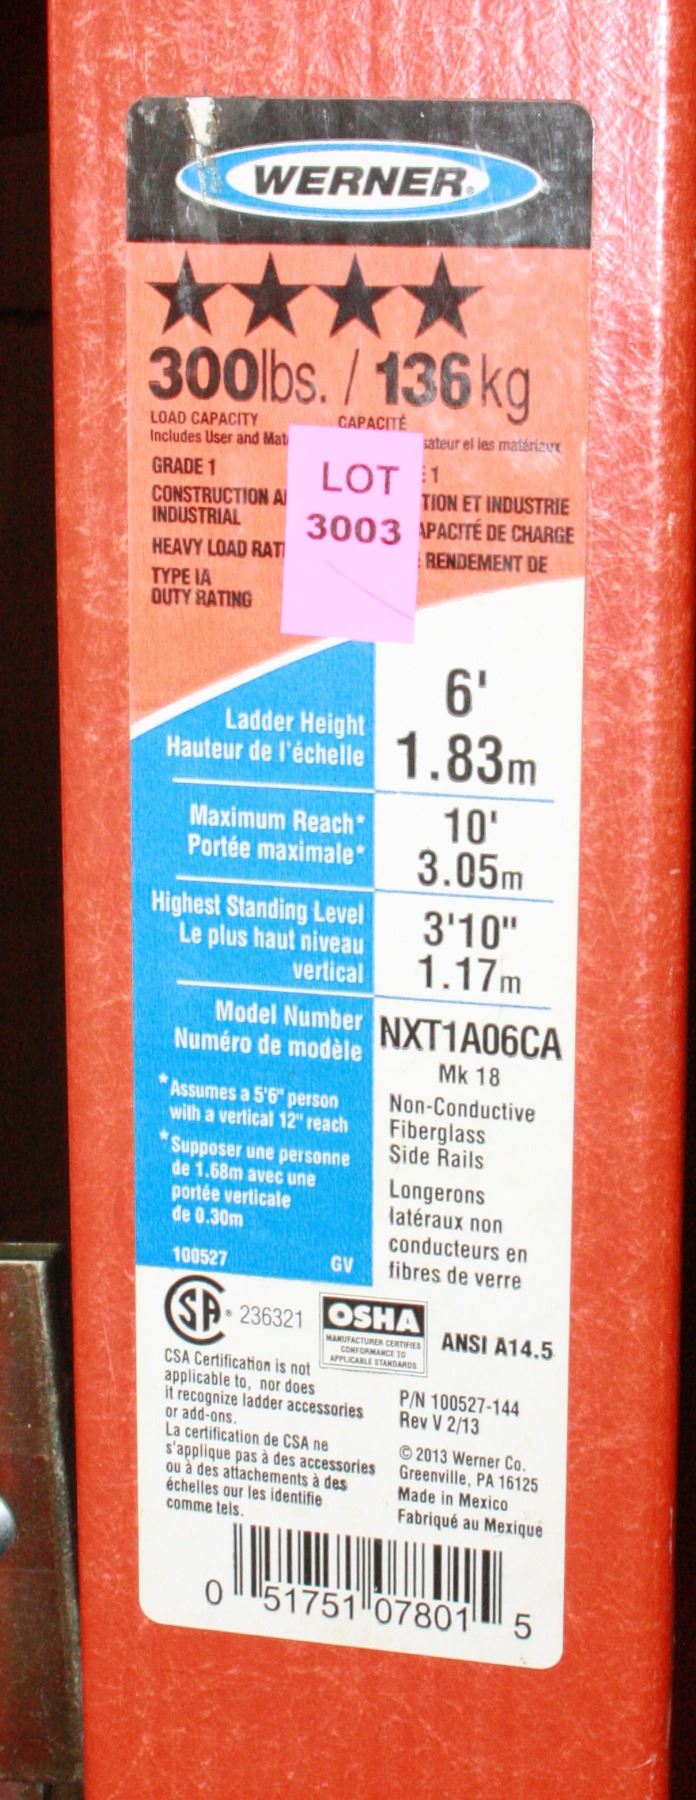 WERNER®
300lbs. / 136kg
LOAD CAPACITY CAPACITÉ
Includes User and et les matériaux
GRADE 1 1
CONSTRUCTION ET INDUSTRIE
INDUSTRIAL DE CHARGE
HEAVY LOAD RENDEMENT DE
TYPE IA
DUTY RATING
LOT
3003
Ladder Height 6'
Hauteur de l'échelle 1.83m
Maximum Reach* 10'
Portée maximale* 3.05m
Highest Standing Level 3'10"
Le plus haut niveau 1.17m
vertical
Model Number NXT1A06CA
Numéro de modèle
Mk 18
*Assumes a 5'6" person
with a vertical 12" reach
*Supposer une personne
de 1.68m avec une
portée verticale
de 0.30m
100527 GV
Non-Conductive
Fiberglass
Side Rails
Longerons
latéraux non
conducteurs en
fibres de verre
SA® 236321
OSHA
MANUFACTURER CERTIFIES
CONFORMANCE TO
APPLICABLE STANDARDS
ANSI A14.5
CSA Certification is not
applicable to, nor does
it recognize ladder accessories
or add-ons.
La certification de CSA ne
s'applique pas à des accessories
ou à des attachements à des
échelles our les identifie
comme tels.
P/N 100527-144
Rev V 2/13
© 2013 Werner Co.
Greenville, PA 16125
Made in Mexico
Fabriqué au Mexique
0 51751 07801 5